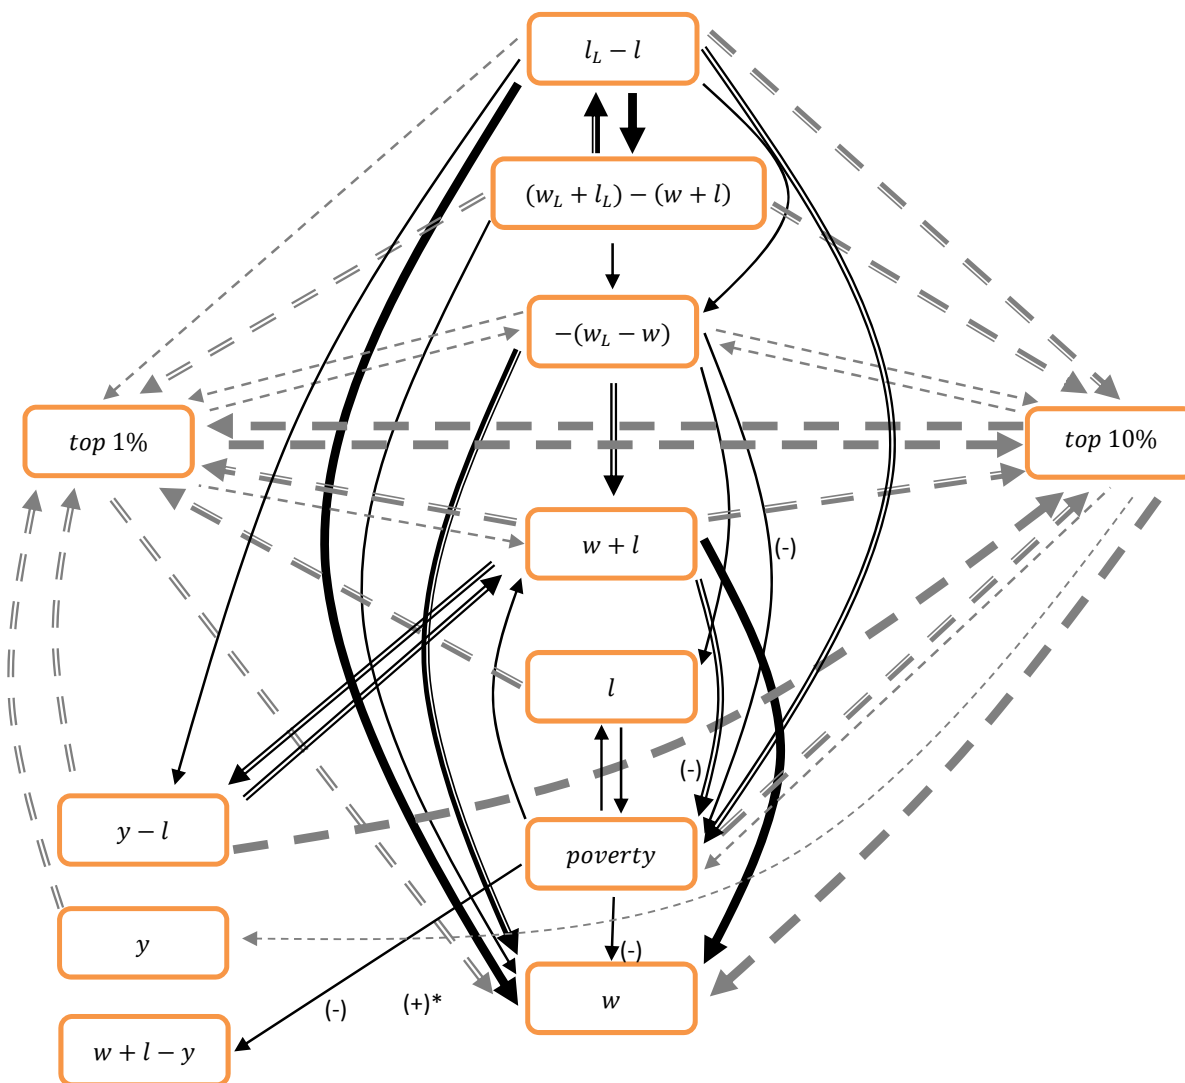 l_L − l
(w_L + l_L) − (w + l)
−(w_L − w)
top 1%
top 10%
w + l
(-)
l
(-)
y − l
poverty
y
(-)
w
(-)
(+)*
w + l − y